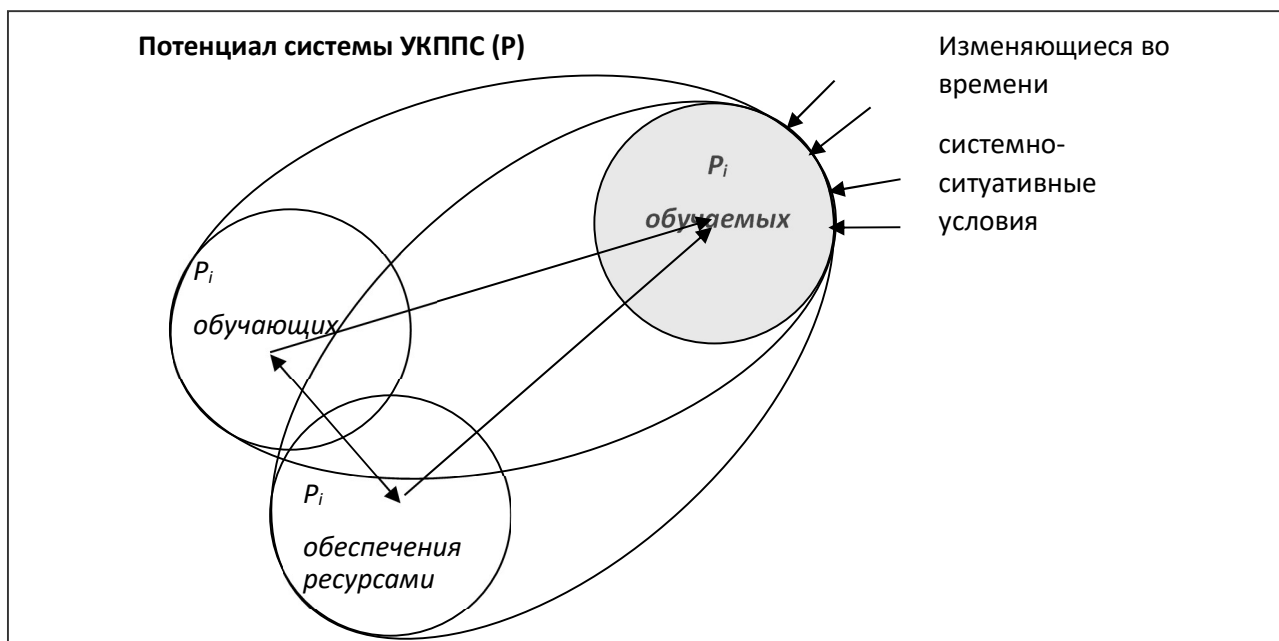 Потенциал системы УКППС (P)
Изменяющиеся во
времени
системно-
ситуативные
условия
Pi
обучаемых
Pi
обучающих
Pi
обеспечения
ресурсами